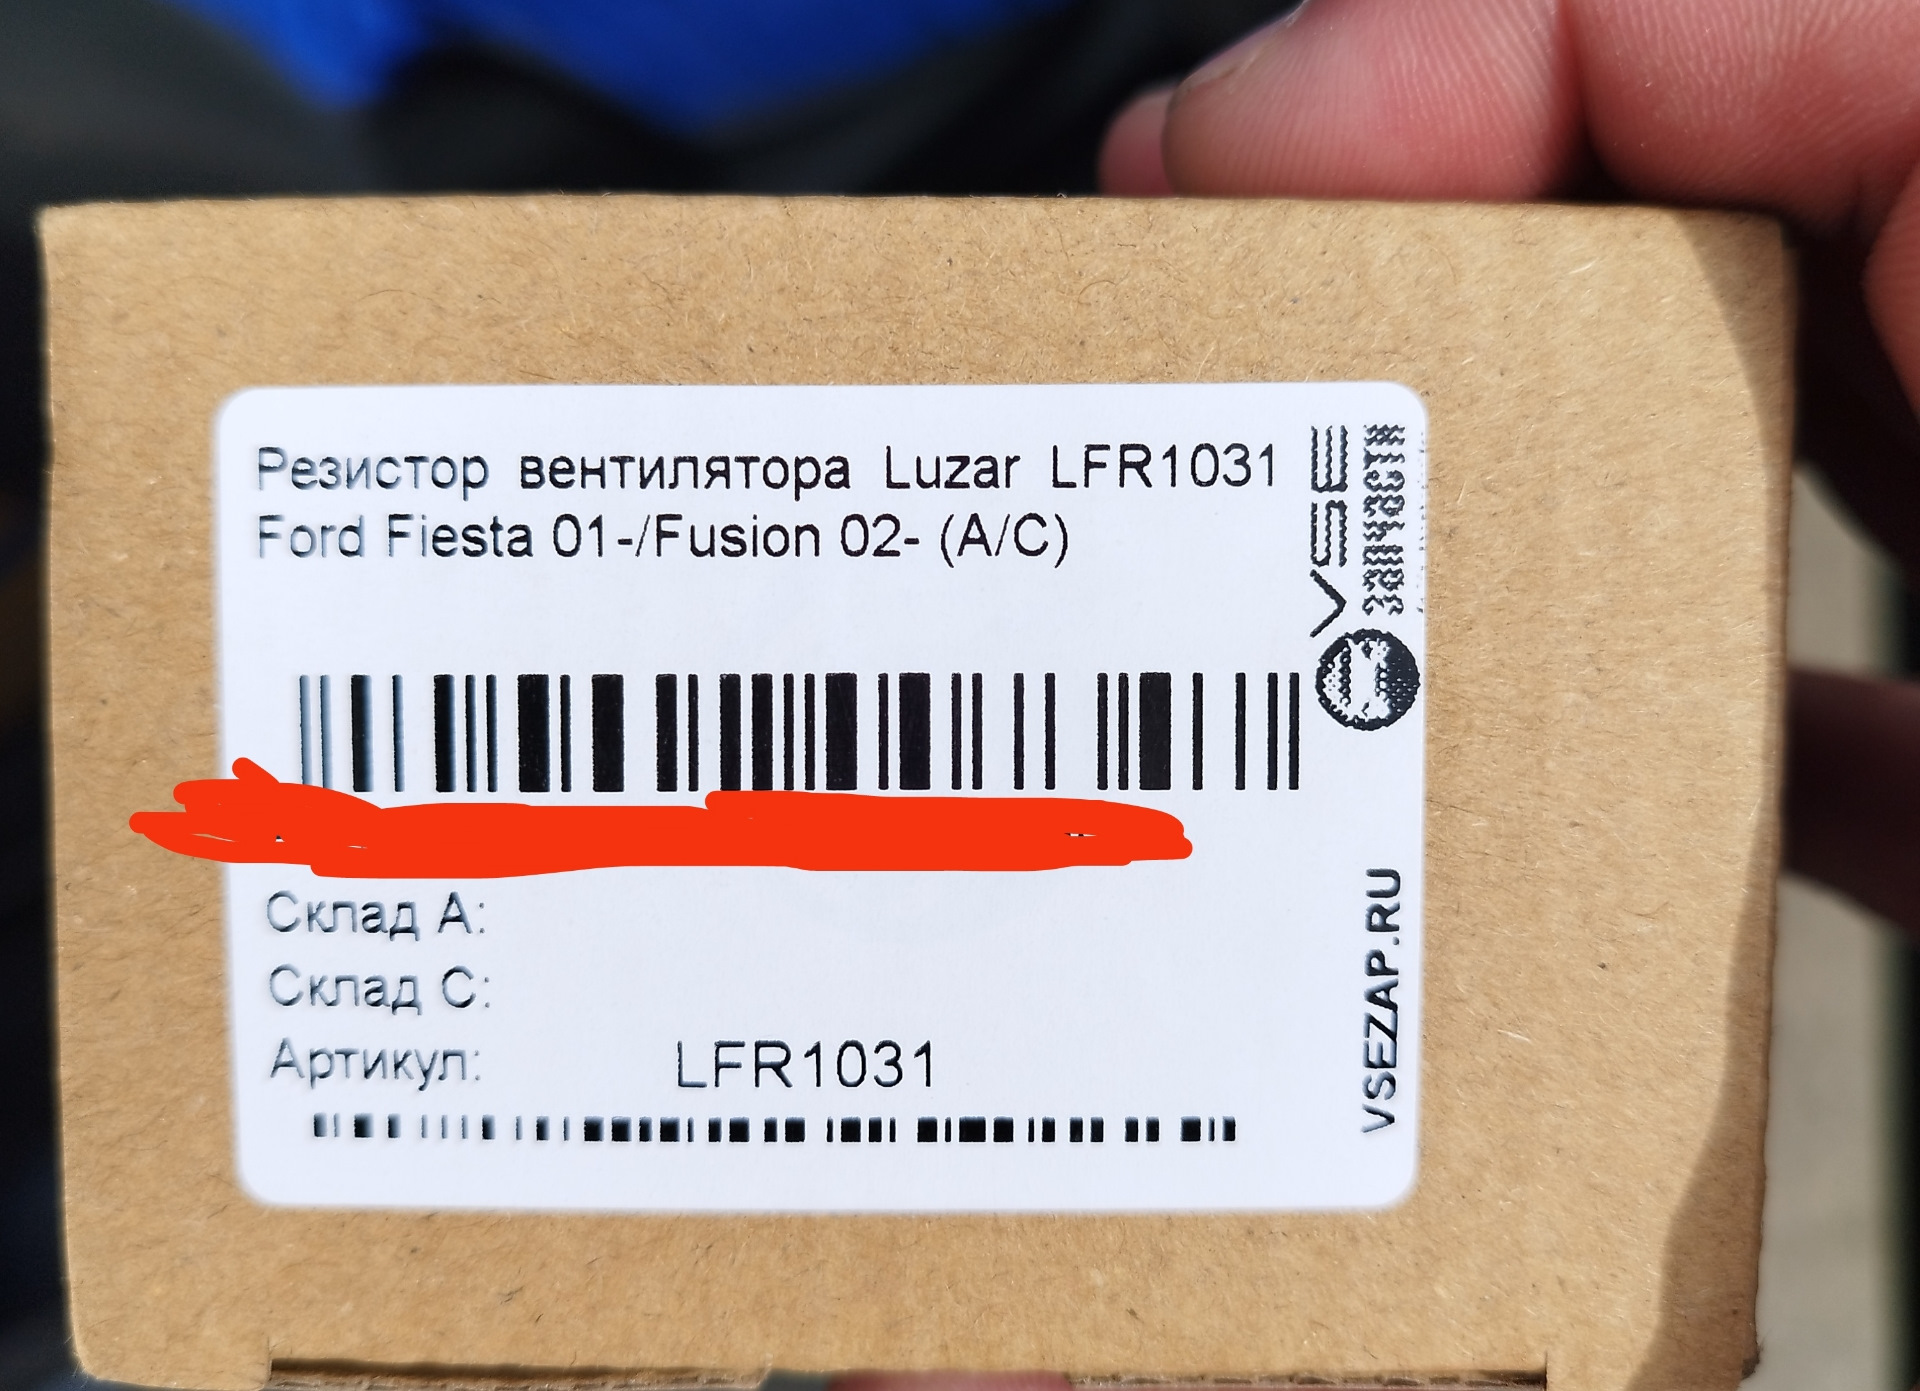 Резистор вентилятора Luzar LFR1031
Ford Fiesta 01-/Fusion 02- (A/C)
Склад А:
Склад С:
Артикул: LFR1031
VSE
запчасти
VSEZAP.RU